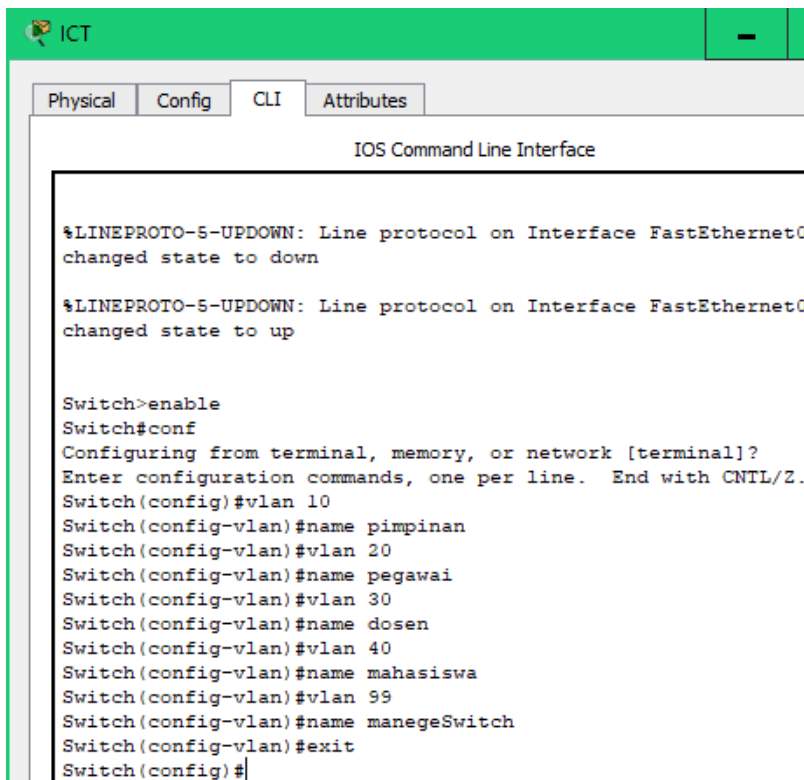 ICT
Physical Config CLI Attributes
IOS Command Line Interface
%LINEPROTO-5-UPDOWN: Line protocol on Interface FastEthernet0
changed state to down
%LINEPROTO-5-UPDOWN: Line protocol on Interface FastEthernet0
changed state to up
Switch>enable
Switch#conf
Configuring from terminal, memory, or network [terminal]?
Enter configuration commands, one per line.  End with CNTL/Z.
Switch(config)#vlan 10
Switch(config-vlan)#name pimpinan
Switch(config-vlan)#vlan 20
Switch(config-vlan)#name pegawai
Switch(config-vlan)#vlan 30
Switch(config-vlan)#name dosen
Switch(config-vlan)#vlan 40
Switch(config-vlan)#name mahasiswa
Switch(config-vlan)#vlan 99
Switch(config-vlan)#name manegeSwitch
Switch(config-vlan)#exit
Switch(config)#